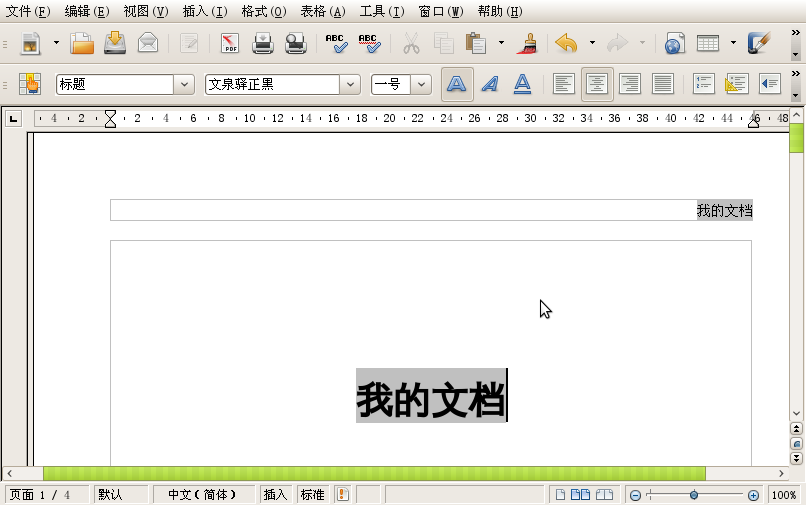 文件(F) 编辑(E) 视图(V) 插入(I) 格式(O) 表格(A) 工具(T) 窗口(W) 帮助(H)
PDF ABC ABC
标题 文泉驿正黑 一号
4 2 2 4 6 8 10 12 14 16 18 20 22 24 26 28 30 32 34 36 38 40 42 44 46 48
我的文档
我的文档
页面 1 / 4 默认 中文(简体) 插入 标准 100%